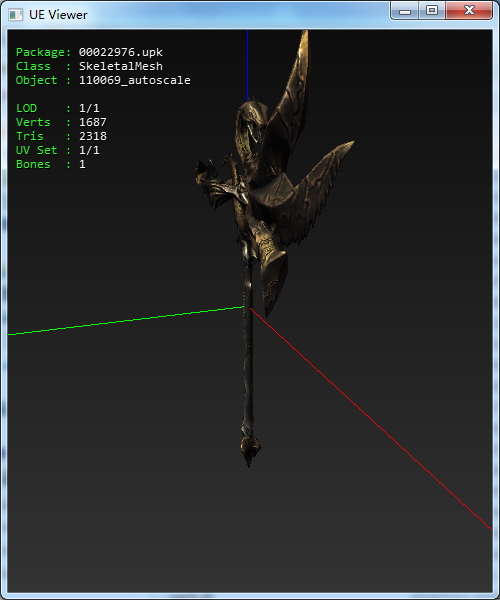 UE Viewer
Package: 00022976.upk
Class : SkeletalMesh
Object : 110069_autoscale
LOD : 1/1
Verts : 1687
Tris : 2318
UV Set : 1/1
Bones : 1